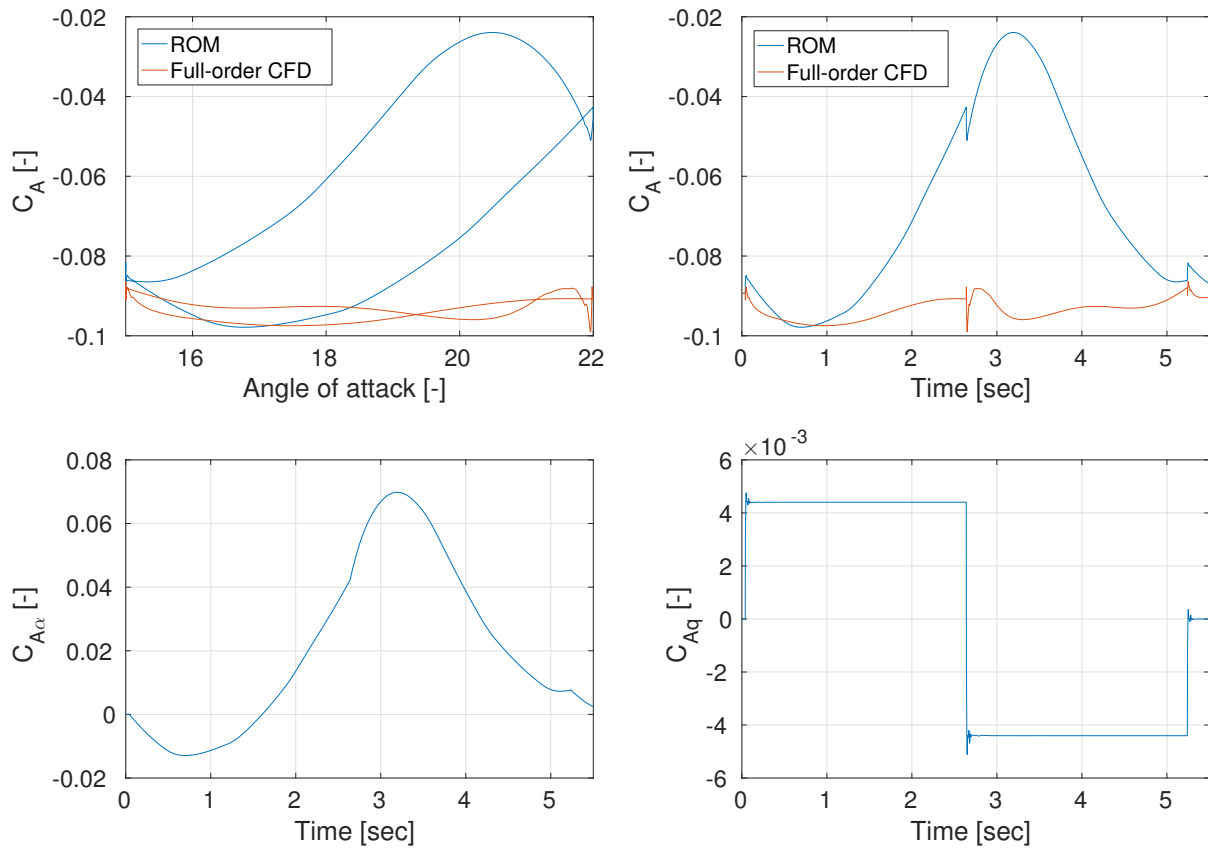 -0.02
-0.04
-0.06
-0.08
-0.1
C_A [-]
ROM
Full-order CFD
16 18 20 22
Angle of attack [-]
-0.02
-0.04
-0.06
-0.08
-0.1
C_A [-]
ROM
Full-order CFD
0 1 2 3 4 5
Time [sec]
0.08
0.06
0.04
0.02
0
-0.02
C_Aα [-]
0 1 2 3 4 5
Time [sec]
×10^-3
6
4
2
0
-2
-4
-6
C_Aq [-]
0 1 2 3 4 5
Time [sec]